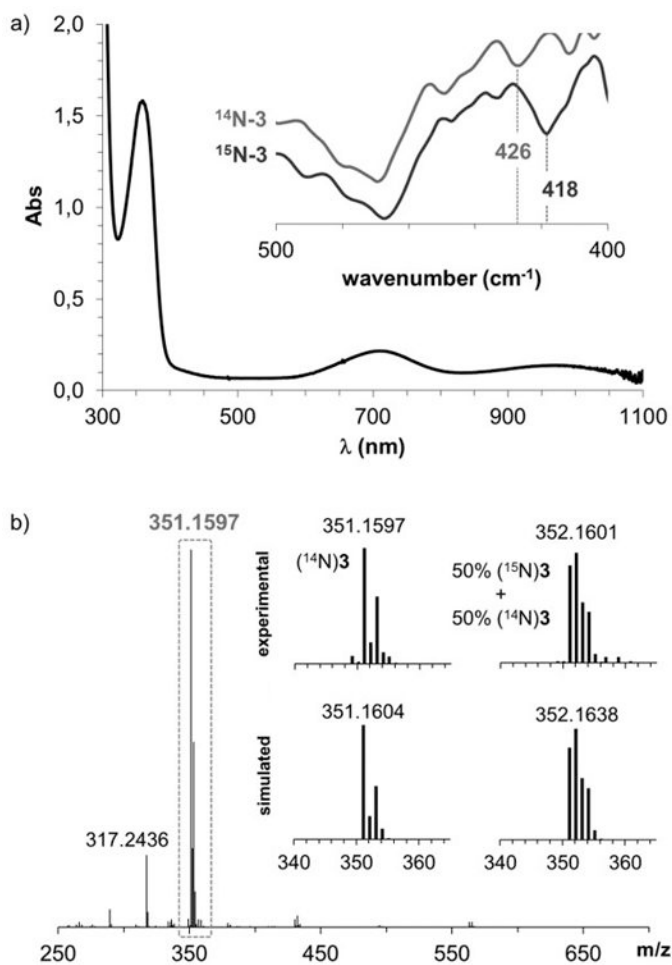 a)
2,0
1,5
1,0
0,5
0,0
Abs
300 500 700 900 1100
λ (nm)
¹⁴N-3
¹⁵N-3
426
418
500 400
wavenumber (cm⁻¹)
b)
351.1597
317.2436
250 350 450 550 650 m/z
experimental
351.1597
(¹⁴N)3
352.1601
50% (¹⁵N)3
+
50% (¹⁴N)3
simulated
351.1604
352.1638
340 350 360
340 350 360